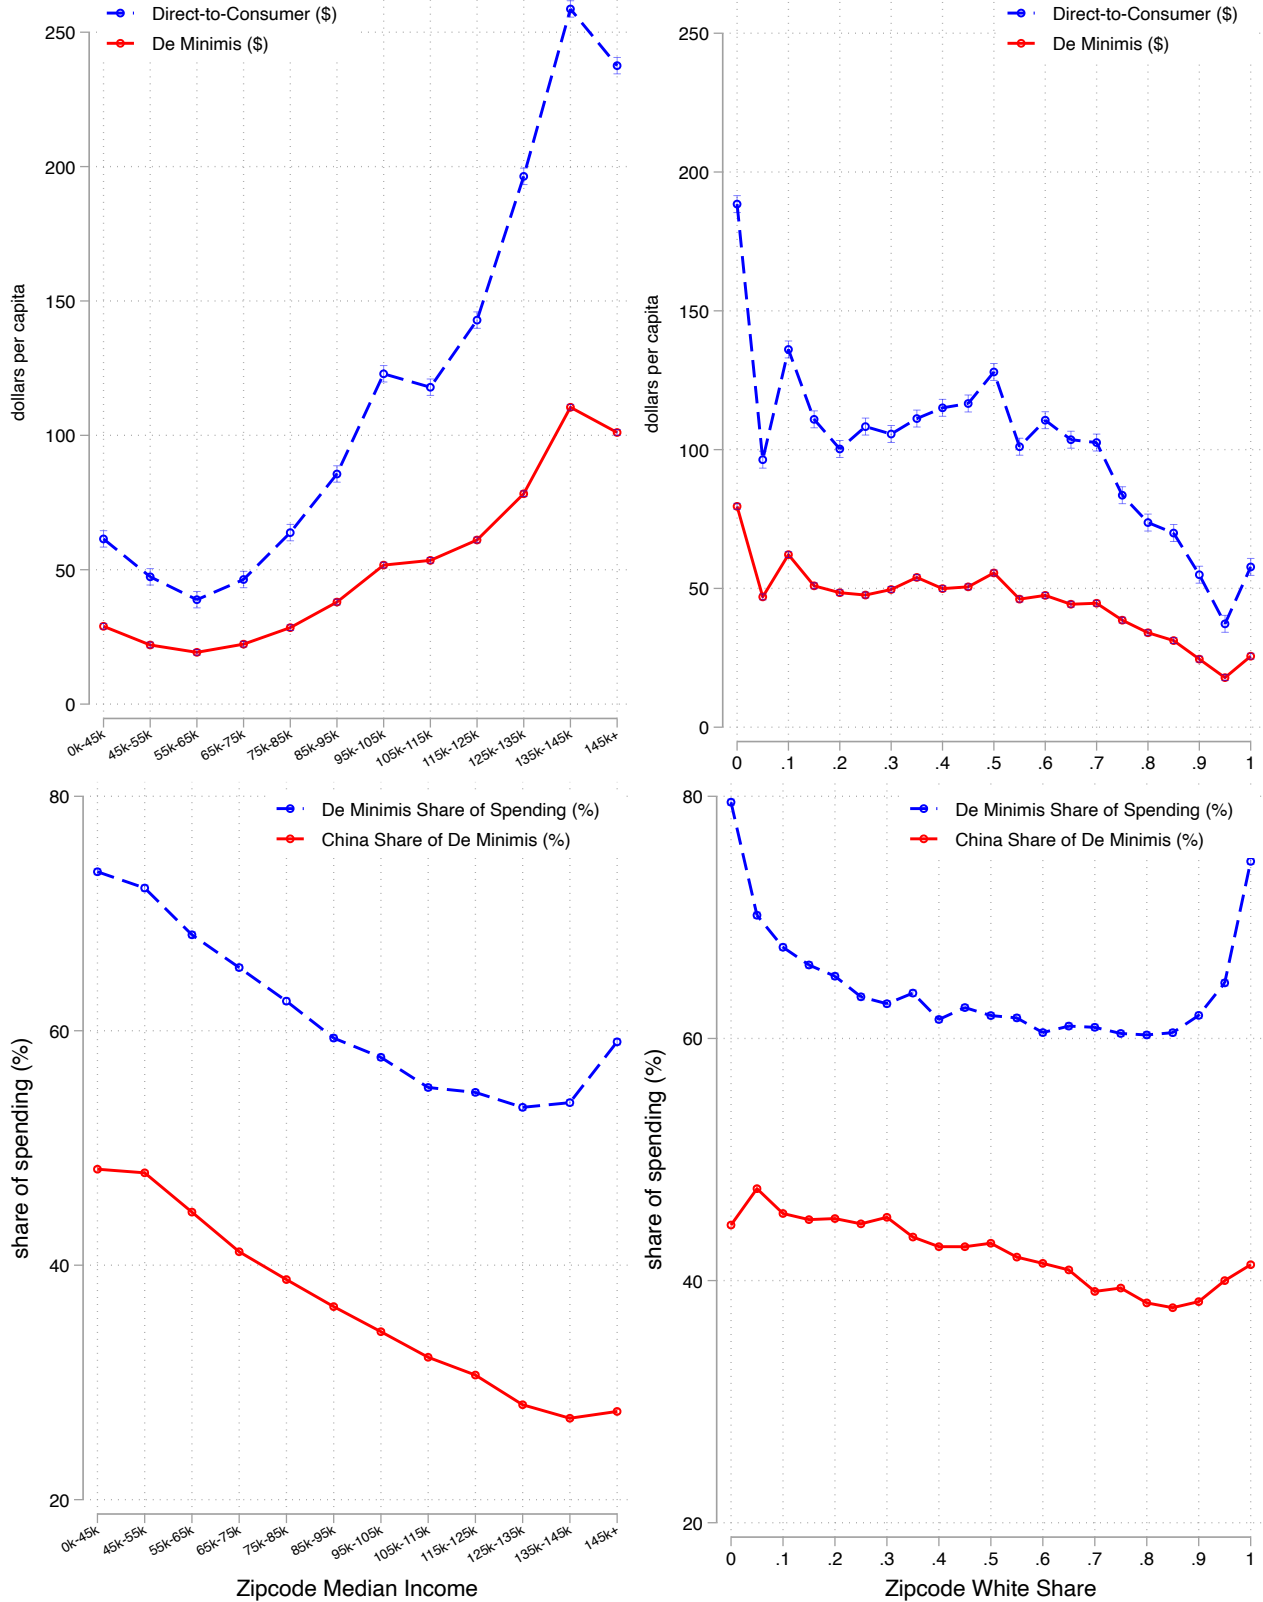 Direct-to-Consumer ($)
De Minimis ($)
dollars per capita
250
200
150
100
50
0
0k-45k
45k-55k
55k-65k
65k-75k
75k-85k
85k-95k
95k-105k
105k-115k
115k-125k
125k-135k
135k-145k
145k+
Direct-to-Consumer ($)
De Minimis ($)
dollars per capita
250
200
150
100
50
0
0 .1 .2 .3 .4 .5 .6 .7 .8 .9 1
De Minimis Share of Spending (%)
China Share of De Minimis (%)
share of spending (%)
80
60
40
20
0k-45k
45k-55k
55k-65k
65k-75k
75k-85k
85k-95k
95k-105k
105k-115k
115k-125k
125k-135k
135k-145k
145k+
Zipcode Median Income
De Minimis Share of Spending (%)
China Share of De Minimis (%)
share of spending (%)
80
60
40
20
0 .1 .2 .3 .4 .5 .6 .7 .8 .9 1
Zipcode White Share